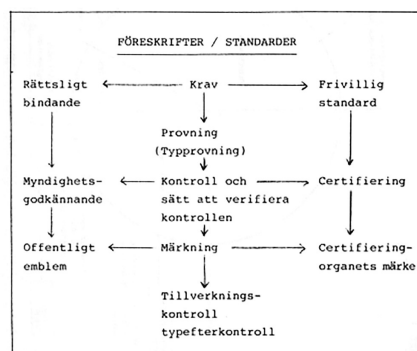 FÖRESKRIFTER / STANDARDER
Rättsligt
bindande
Krav
Frivillig
standard
Provning
(Typprovning)
Myndighets-
godkännande
Kontroll och
sätt att verifiera
kontrollen
Certifiering
Offentligt
emblem
Märkning
Certifiering-
organets märke
Tillverknings-
kontroll
typefterkontroll